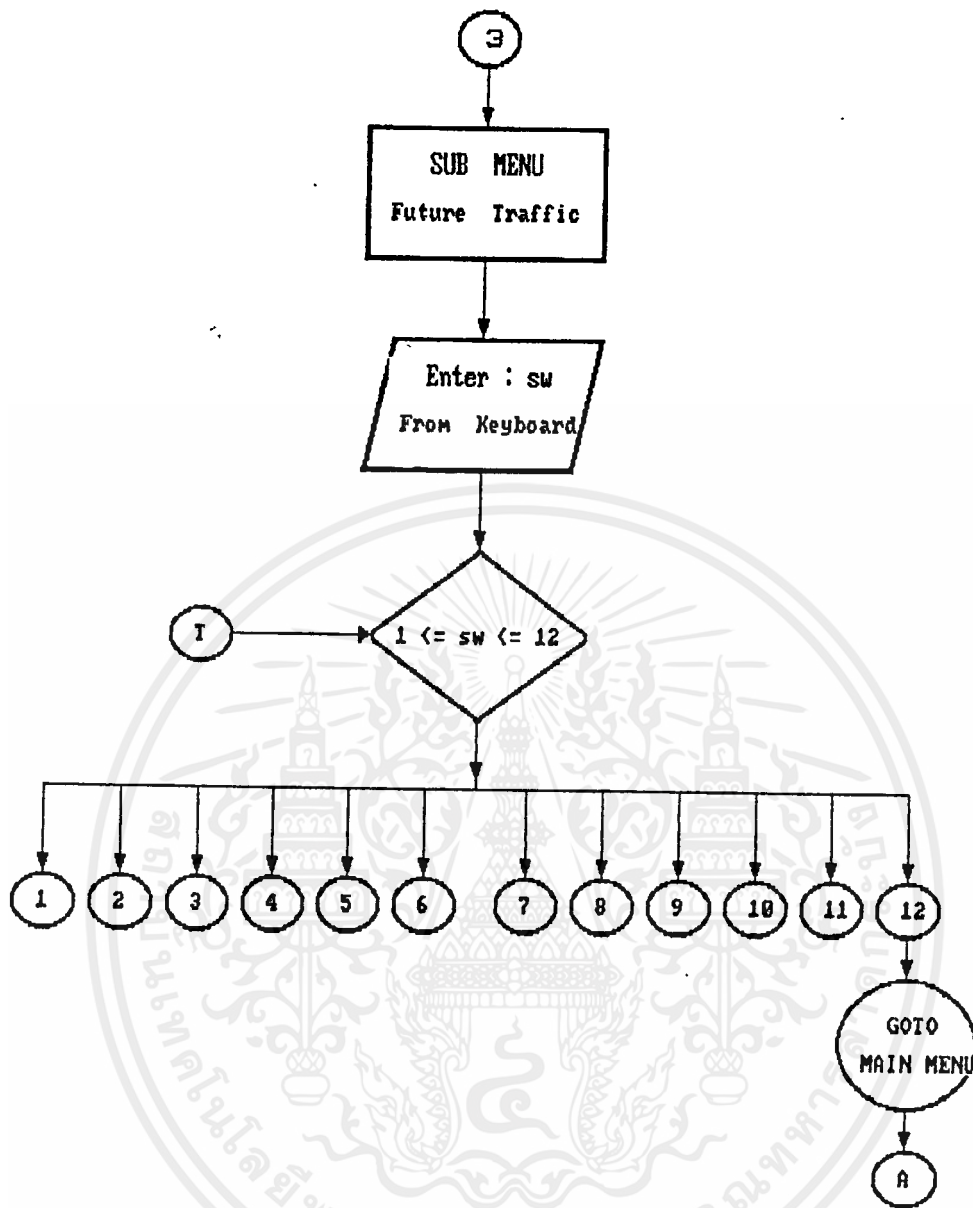 3
SUB MENU
Future Traffic
Enter : sw
From Keyboard
T
1 <= sw <= 12
1 2 3 4 5 6 7 8 9 10 11 12
GOTO
MAIN MENU
A